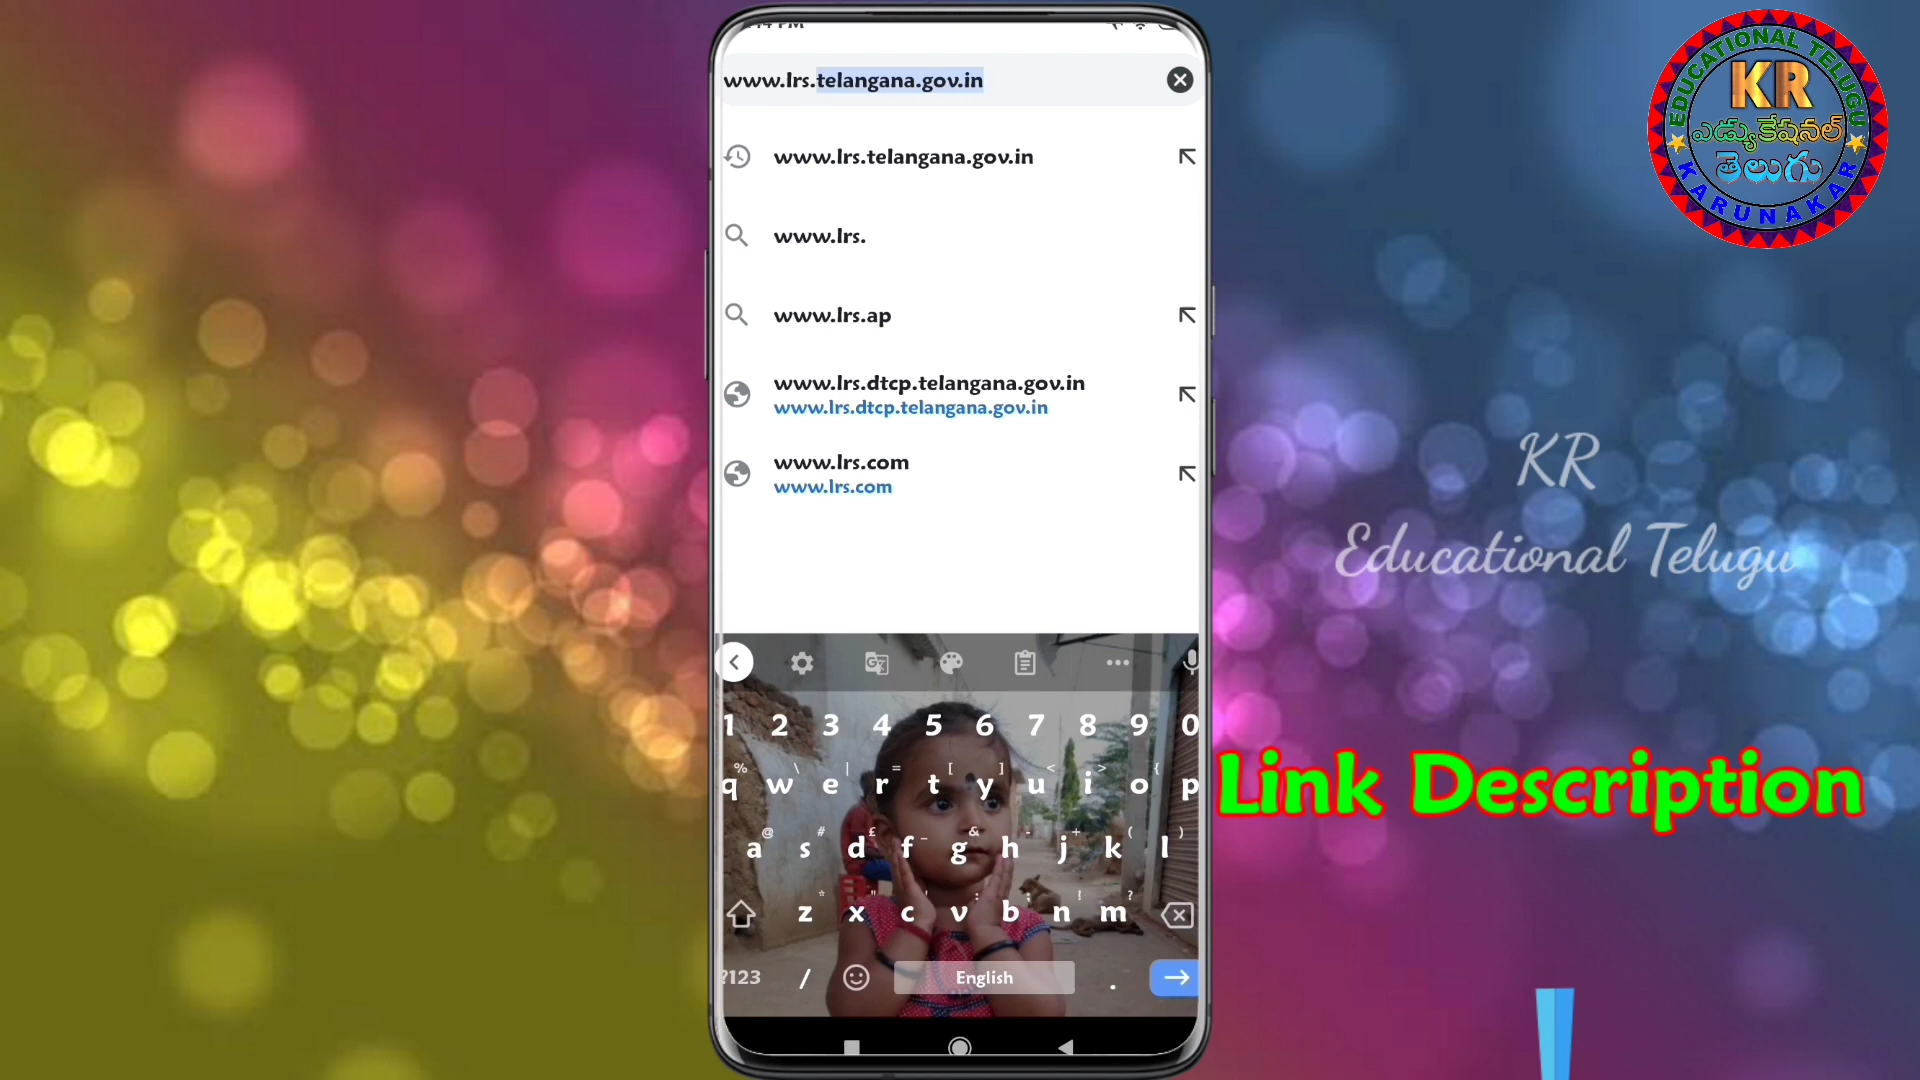 www.lrs.telangana.gov.in
www.lrs.telangana.gov.in
www.lrs.
www.lrs.ap
www.lrs.dtcp.telangana.gov.in
www.lrs.dtcp.telangana.gov.in
www.lrs.com
www.lrs.com
1 2 3 4 5 6 7 8 9 0
% \ | = [ ] < > {
q w e r t y u i o p
@ # £ _ & - + ( )
a s d f g h j k l
* " ' : ; ! ?
z x c v b n m
?123 / English .
EDUCATIONAL TELUGU
KR
ఎడ్యుకేషనల్
తెలుగు
KARUNAKAR
KR
Educational Telugu
Link Description